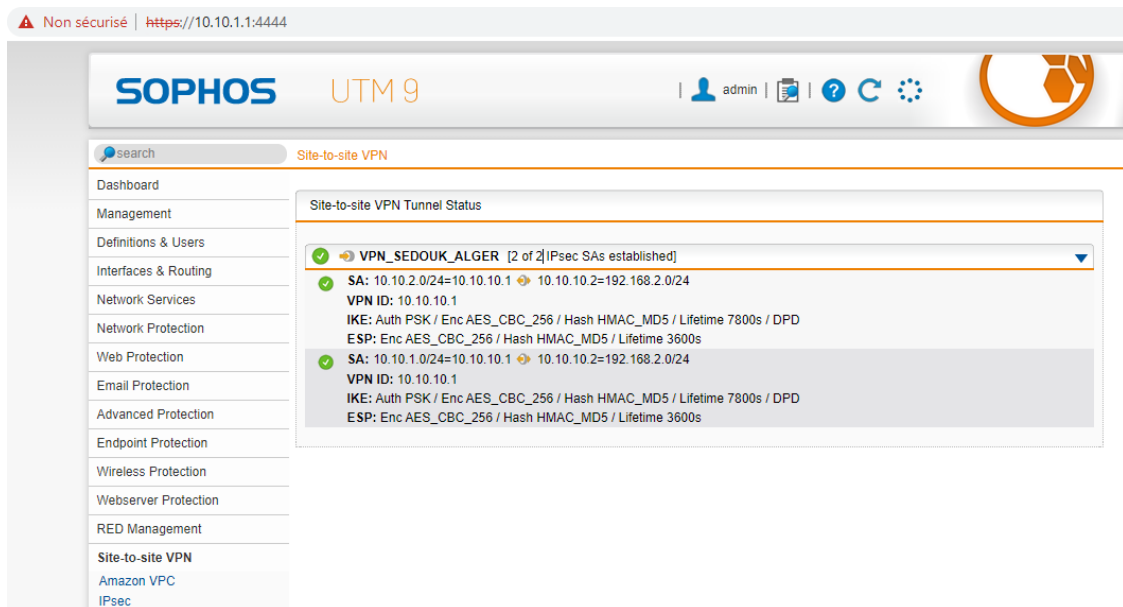 Non sécurisé | https://10.10.1.1:4444
SOPHOS UTM 9
| admin | | ?
search
Site-to-site VPN
Dashboard
Management
Definitions & Users
Interfaces & Routing
Network Services
Network Protection
Web Protection
Email Protection
Advanced Protection
Endpoint Protection
Wireless Protection
Webserver Protection
RED Management
Site-to-site VPN
Amazon VPC
IPsec
Site-to-site VPN Tunnel Status
VPN_SEDOUK_ALGER [2 of 2 IPsec SAs established]
SA: 10.10.2.0/24=10.10.10.1 10.10.10.2=192.168.2.0/24
VPN ID: 10.10.10.1
IKE: Auth PSK / Enc AES_CBC_256 / Hash HMAC_MD5 / Lifetime 7800s / DPD
ESP: Enc AES_CBC_256 / Hash HMAC_MD5 / Lifetime 3600s
SA: 10.10.1.0/24=10.10.10.1 10.10.10.2=192.168.2.0/24
VPN ID: 10.10.10.1
IKE: Auth PSK / Enc AES_CBC_256 / Hash HMAC_MD5 / Lifetime 7800s / DPD
ESP: Enc AES_CBC_256 / Hash HMAC_MD5 / Lifetime 3600s